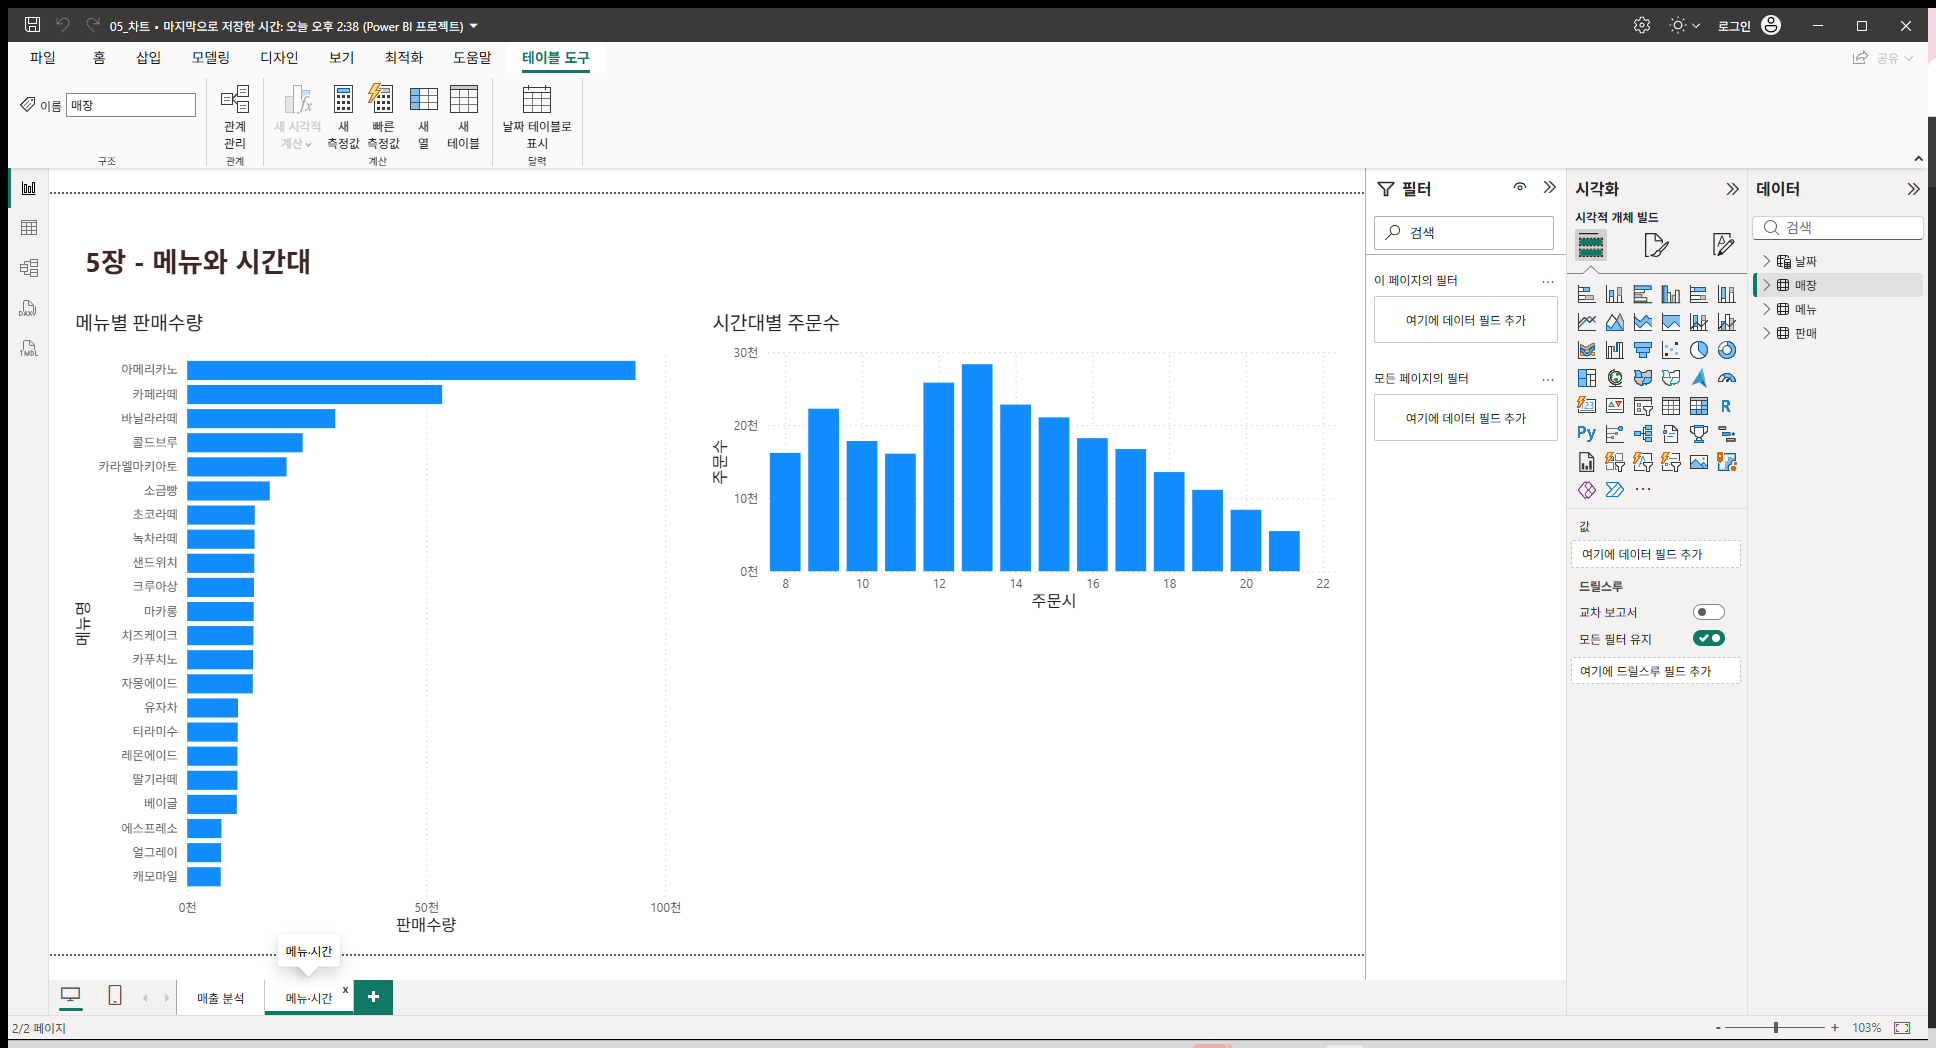 05_차트 • 마지막으로 저장한 시간: 오늘 오후 2:38 (Power BI 프로젝트)
로그인
파일 홈 삽입 모델링 디자인 보기 최적화 도움말 테이블 도구
공유
이름 매장
관계 관리
새 시각적 계산
새 측정값
빠른 측정값
새 열
새 테이블
날짜 테이블로 표시
구조 관계 계산 달력
5장 - 메뉴와 시간대
메뉴별 판매수량
아메리카노
카페라떼
바닐라라떼
콜드브루
카라멜마키아토
소금빵
초코라떼
녹차라떼
샌드위치
크루아상
마카롱
치즈케이크
카푸치노
자몽에이드
유자차
티라미수
레몬에이드
딸기라떼
베이글
에스프레소
얼그레이
캐모마일
메뉴명
0천 50천 100천
판매수량
시간대별 주문수
30천
20천
10천
0천
주문수
8 10 12 14 16 18 20 22
주문시
필터
검색
이 페이지의 필터 ...
여기에 데이터 필드 추가
모든 페이지의 필터 ...
여기에 데이터 필드 추가
시각화
시각적 개체 빌드
123
R
Py
...
값
여기에 데이터 필드 추가
드릴스루
교차 보고서
모든 필터 유지
여기에 드릴스루 필드 추가
데이터
검색
날짜
매장
메뉴
판매
DAX
TMDL
메뉴·시간
매출 분석
메뉴·시간 x
+
2/2 페이지
- + 103%